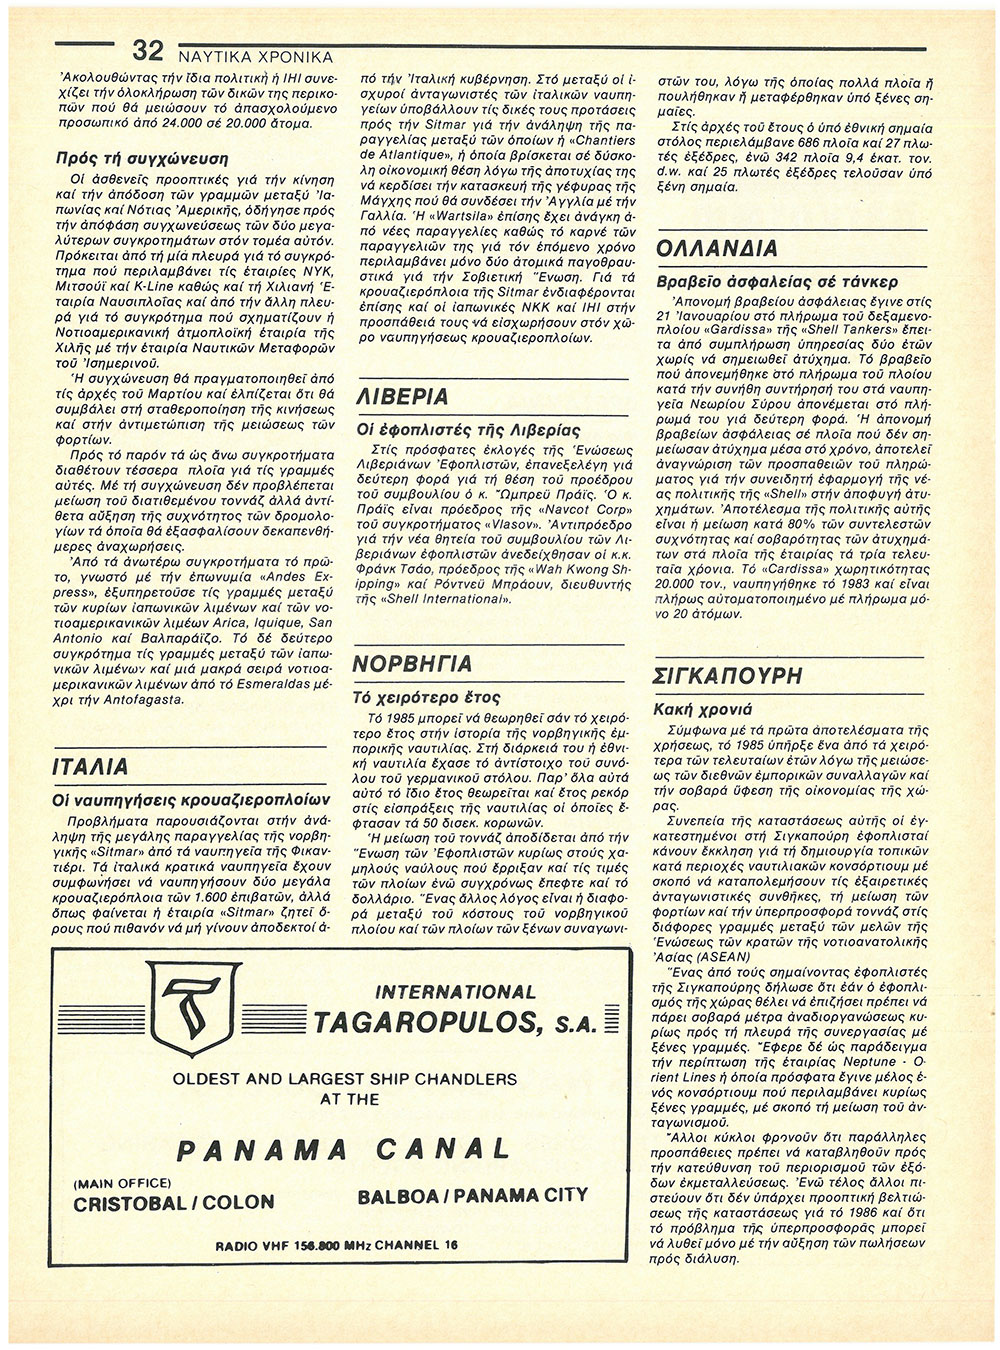 32 ΝΑΥΤΙΚΑ ΧΡΟΝΙΚΑ
Ἀκολουθώντας τήν ἴδια πολιτική ἡ ΙΗΙ συνε-
χίζει τήν ὁλοκλήρωση τῶν δικῶν της περικο-
πῶν πού θά μειώσουν τό ἀπασχολούμενο
προσωπικό ἀπό 24.000 σέ 20.000 ἄτομα.
Πρός τή συγχώνευση
Οἱ ἀσθενεῖς προοπτικές γιά τήν κίνηση
καί τήν ἀπόδοση τῶν γραμμῶν μεταξύ Ἰα-
πωνίας καί Νότιας Ἀμερικῆς, ὁδήγησε πρός
τήν ἀπόφαση συγχωνεύσεως τῶν δύο μεγα-
λύτερων συγκροτημάτων στόν τομέα αὐτόν.
Πρόκειται ἀπό τή μία πλευρά γιά τό συγκρό-
τημα πού περιλαμβάνει τίς ἑταιρίες NYK,
Μιτσούϊ καί K-Line καθώς καί τή Χιλιανή Ἑ-
ταιρία Ναυσιπλοΐας καί ἀπό τήν ἄλλη πλευ-
ρά γιά τό συγκρότημα πού σχηματίζουν ἡ
Νοτιοαμερικανική ἀτμοπλοϊκή ἑταιρία τῆς
Χιλῆς μέ τήν ἑταιρία Ναυτικῶν Μεταφορῶν
τοῦ Ἰσημερινοῦ.
Ἡ συγχώνευση θά πραγματοποιηθεῖ ἀπό
τίς ἀρχές τοῦ Μαρτίου καί ἐλπίζεται ὅτι θά
συμβάλει στή σταθεροποίηση τῆς κινήσεως
καί στήν ἀντιμετώπιση τῆς μειώσεως τῶν
φορτίων.
Πρός τό παρόν τά ὡς ἄνω συγκροτήματα
διαθέτουν τέσσερα πλοῖα γιά τίς γραμμές
αὐτές. Μέ τή συγχώνευση δέν προβλέπεται
μείωση τοῦ διατιθεμένου τοννάζ ἀλλά ἀντί-
θετα αὔξηση τῆς συχνότητος τῶν δρομολο-
γίων τά ὁποῖα θά ἐξασφαλίσουν δεκαπενθή-
μερες ἀναχωρήσεις.
Ἀπό τά ἀνωτέρω συγκροτήματα τό πρῶ-
το, γνωστό μέ τήν ἐπωνυμία «Andes Ex-
press», ἐξυπηρετοῦσε τίς γραμμές μεταξύ
τῶν κυρίων ἰαπωνικῶν λιμένων καί τῶν νο-
τιοαμερικανικῶν λιμέων Arica, Iquique, San
Antonio καί Βαλπαράϊζο. Τό δέ δεύτερο
συγκρότημα τίς γραμμές μεταξύ τῶν ἰαπω-
νικῶν λιμένων καί μιά μακρά σειρά νοτιοα-
μερικανικῶν λιμένων ἀπό τό Esmeraldas μέ-
χρι τήν Antofagasta.
ΙΤΑΛΙΑ
Οἱ ναυπηγήσεις κρουαζιεροπλοίων
Προβλήματα παρουσιάζονται στήν ἀνά-
ληψη τῆς μεγάλης παραγγελίας τῆς νορβη-
γικῆς «Sitmar» ἀπό τά ναυπηγεῖα τῆς Φικαν-
τιέρι. Τά ἰταλικά κρατικά ναυπηγεῖα ἔχουν
συμφωνήσει νά ναυπηγήσουν δύο μεγάλα
κρουαζιερόπλοια τῶν 1.600 ἐπιβατῶν, ἀλλά
ὅπως φαίνεται ἡ ἑταιρία «Sitmar» ζητεῖ ὅ-
ρους πού πιθανόν νά μή γίνουν ἀποδεκτοί ἀ-
πό τήν Ἰταλική κυβέρνηση. Στό μεταξύ οἱ ἰ-
σχυροί ἀνταγωνιστές τῶν ἰταλικῶν ναυπη-
γείων ὑποβάλλουν τίς δικές τους προτάσεις
πρός τήν Sitmar γιά τήν ἀνάληψη τῆς πα-
ραγγελίας μεταξύ τῶν ὁποίων ἡ «Chantiers
de Atlantique», ἡ ὁποία βρίσκεται σέ δύσκο-
λη οἰκονομική θέση λόγω τῆς ἀποτυχίας της
νά κερδίσει τήν κατασκευή τῆς γέφυρας τῆς
Μάγχης πού θά συνδέσει τήν Ἀγγλία μέ τήν
Γαλλία. Ἡ «Wartsila» ἐπίσης ἔχει ἀνάγκη ἀ-
πό νέες παραγγελίες καθώς τό καρνέ τῶν
παραγγελιῶν της γιά τόν ἑπόμενο χρόνο
περιλαμβάνει μόνο δύο ἀτομικά παγοθραυ-
στικά γιά τήν Σοβιετική Ἕνωση. Γιά τά
κρουαζιερόπλοια τῆς Sitmar ἐνδιαφέρονται
ἐπίσης καί οἱ ἰαπωνικές NKK καί IHI στήν
προσπάθειά τους νά εἰσχωρήσουν στόν χῶ-
ρο ναυπηγήσεως κρουαζιεροπλοίων.
ΛΙΒΕΡΙΑ
Οἱ ἐφοπλιστές τῆς Λιβερίας
Στίς πρόσφατες ἐκλογές τῆς Ἑνώσεως
Λιβεριάνων Ἐφοπλιστῶν, ἐπανεξελέγη γιά
δεύτερη φορά γιά τή θέση τοῦ προέδρου
τοῦ συμβουλίου ὁ κ. Ὤμπρεϋ Πράϊς. Ὁ κ.
Πράϊς εἶναι πρόεδρος τῆς «Navcot Corp»
τοῦ συγκροτήματος «Vlasov». Ἀντιπρόεδρο
γιά τήν νέα θητεία τοῦ συμβουλίου τῶν Λι-
βεριάνων ἐφοπλιστῶν ἀνεδείχθησαν οἱ κ.κ.
Φράνκ Τσάο, πρόεδρος τῆς «Wah Kwong Sh-
ipping» καί Ρόντνεϋ Μπράουν, διευθυντής
τῆς «Shell International».
ΝΟΡΒΗΓΙΑ
Τό χειρότερο ἔτος
Τό 1985 μπορεῖ νά θεωρηθεῖ σάν τό χειρό-
τερο ἔτος στήν ἱστορία τῆς νορβηγικῆς ἐμ-
πορικῆς ναυτιλίας. Στή διάρκειά του ἡ ἐθνι-
κή ναυτιλία ἔχασε τό ἀντίστοιχο τοῦ συνό-
λου τοῦ γερμανικοῦ στόλου. Παρ' ὅλα αὐτά
αὐτό τό ἴδιο ἔτος θεωρεῖται καί ἔτος ρεκόρ
στίς εἰσπράξεις τῆς ναυτιλίας οἱ ὁποῖες ἔ-
φτασαν τά 50 δισεκ. κορωνῶν.
Ἡ μείωση τοῦ τοννάζ ἀποδίδεται ἀπό τήν
Ἕνωση τῶν Ἐφοπλιστῶν κυρίως στούς χα-
μηλούς ναύλους πού ἔρριξαν καί τίς τιμές
τῶν πλοίων ἐνῶ συγχρόνως ἔπεφτε καί τό
δολλάριο. Ἕνας ἄλλος λόγος εἶναι ἡ διαφο-
ρά μεταξύ τοῦ κόστους τοῦ νορβηγικοῦ
πλοίου καί τῶν πλοίων τῶν ξένων συναγωνι-
στῶν του, λόγω τῆς ὁποίας πολλά πλοῖα ἤ
πουλήθηκαν ἤ μεταφέρθηκαν ὑπό ξένες ση-
μαῖες.
Στίς ἀρχές τοῦ ἔτους ὁ ὑπό ἐθνική σημαία
στόλος περιελάμβανε 686 πλοῖα καί 27 πλω-
τές ἐξέδρες, ἐνῶ 342 πλοῖα 9,4 ἑκατ. τον.
d.w. καί 25 πλωτές ἐξέδρες τελοῦσαν ὑπό
ξένη σημαία.
ΟΛΛΑΝΔΙΑ
Βραβεῖο ἀσφαλείας σέ τάνκερ
Ἀπονομή βραβείου ἀσφάλειας ἔγινε στίς
21 Ἰανουαρίου στό πλήρωμα τοῦ δεξαμενο-
πλοίου «Gardissa» τῆς «Shell Tankers» ἔπει-
τα ἀπό συμπλήρωση ὑπηρεσίας δύο ἐτῶν
χωρίς νά σημειωθεῖ ἀτύχημα. Τό βραβεῖο
πού ἀπονεμήθηκε στό πλήρωμα τοῦ πλοίου
κατά τήν συνήθη συντήρησή του στά ναυπη-
γεῖα Νεωρίου Σύρου ἀπονέμεται στό πλή-
ρωμά του γιά δεύτερη φορά. Ἡ ἀπονομή
βραβείων ἀσφάλειας σέ πλοῖα πού δέν ση-
μείωσαν ἀτύχημα μέσα στό χρόνο, ἀποτελεῖ
ἀναγνώριση τῶν προσπαθειῶν τοῦ πληρώ-
ματος γιά τήν συνειδητή ἐφαρμογή τῆς νέ-
ας πολιτικῆς τῆς «Shell» στήν ἀποφυγή ἀτυ-
χημάτων. Ἀποτέλεσμα τῆς πολιτικῆς αὐτῆς
εἶναι ἡ μείωση κατά 80% τῶν συντελεστῶν
συχνότητας καί σοβαρότητας τῶν ἀτυχημά-
των στά πλοῖα τῆς ἑταιρίας τά τρία τελευ-
ταῖα χρονια. Τό «Cardissa» χωρητικότητας
20.000 τον., ναυπηγήθηκε τό 1983 καί εἶναι
πλήρως αὐτοματοποιημένο μέ πλήρωμα μό-
νο 20 ἀτόμων.
ΣΙΓΚΑΠΟΥΡΗ
Κακή χρονιά
Σύμφωνα μέ τά πρῶτα ἀποτελέσματα τῆς
χρήσεως, τό 1985 ὑπῆρξε ἕνα ἀπό τά χειρό-
τερα τῶν τελευταίων ἐτῶν λόγω τῆς μειώσε-
ως τῶν διεθνῶν ἐμπορικῶν συναλλαγῶν καί
τήν σοβαρά ὕφεση τῆς οἰκονομίας τῆς χώ-
ρας.
Συνεπεία τῆς καταστάσεως αὐτῆς οἱ ἐγ-
κατεστημένοι στή Σιγκαπούρη ἐφοπλισταί
κάνουν ἔκκληση γιά τή δημιουργία τοπικῶν
κατά περιοχές ναυτιλιακῶν κονσόρτιουμ μέ
σκοπό νά καταπολεμήσουν τίς ἐξαιρετικές
ἀνταγωνιστικές συνθήκες, τή μείωση τῶν
φορτίων καί τήν ὑπερπροσφορά τοννάζ στίς
διάφορες γραμμές μεταξύ τῶν μελῶν τῆς
Ἑνώσεως τῶν κρατῶν τῆς νοτιοανατολικῆς
Ἀσίας (ASEAN)
Ἕνας ἀπό τούς σημαίνοντας ἐφοπλιστές
τῆς Σιγκαπούρης δήλωσε ὅτι ἐάν ὁ ἐφοπλι-
σμός τῆς χώρας θέλει νά ἐπιζήσει πρέπει νά
πάρει σοβαρά μέτρα ἀναδιοργανώσεως κυ-
ρίως πρός τή πλευρά τῆς συνεργασίας μέ
ξένες γραμμές. Ἔφερε δέ ὡς παράδειγμα
τήν περίπτωση τῆς ἑταιρίας Neptune - O-
rient Lines ἡ ὁποία πρόσφατα ἔγινε μέλος ἑ-
νός κονσόρτιουμ πού περιλαμβάνει κυρίως
ξένες γραμμές, μέ σκοπό τή μείωση τοῦ ἀν-
ταγωνισμοῦ.
Ἄλλοι κύκλοι φρονοῦν ὅτι παράλληλες
προσπάθειες πρέπει νά καταβληθοῦν πρός
τήν κατεύθυνση τοῦ περιορισμοῦ τῶν ἐξό-
δων ἐκμεταλλεύσεως. Ἐνῶ τέλος ἄλλοι πι-
στεύουν ὅτι δέν ὑπάρχει προοπτική βελτιώ-
σεως τῆς καταστάσεως γιά τό 1986 καί ὅτι
τό πρόβλημα τῆς ὑπερπροσφορᾶς μπορεῖ
νά λυθεῖ μόνο μέ τήν αὔξηση τῶν πωλήσεων
πρός διάλυση.
INTERNATIONAL
TAGAROPULOS, S.A.
OLDEST AND LARGEST SHIP CHANDLERS
AT THE
PANAMA CANAL
(MAIN OFFICE)
CRISTOBAL / COLON
BALBOA / PANAMA CITY
RADIO VHF 156.800 MHz CHANNEL 16